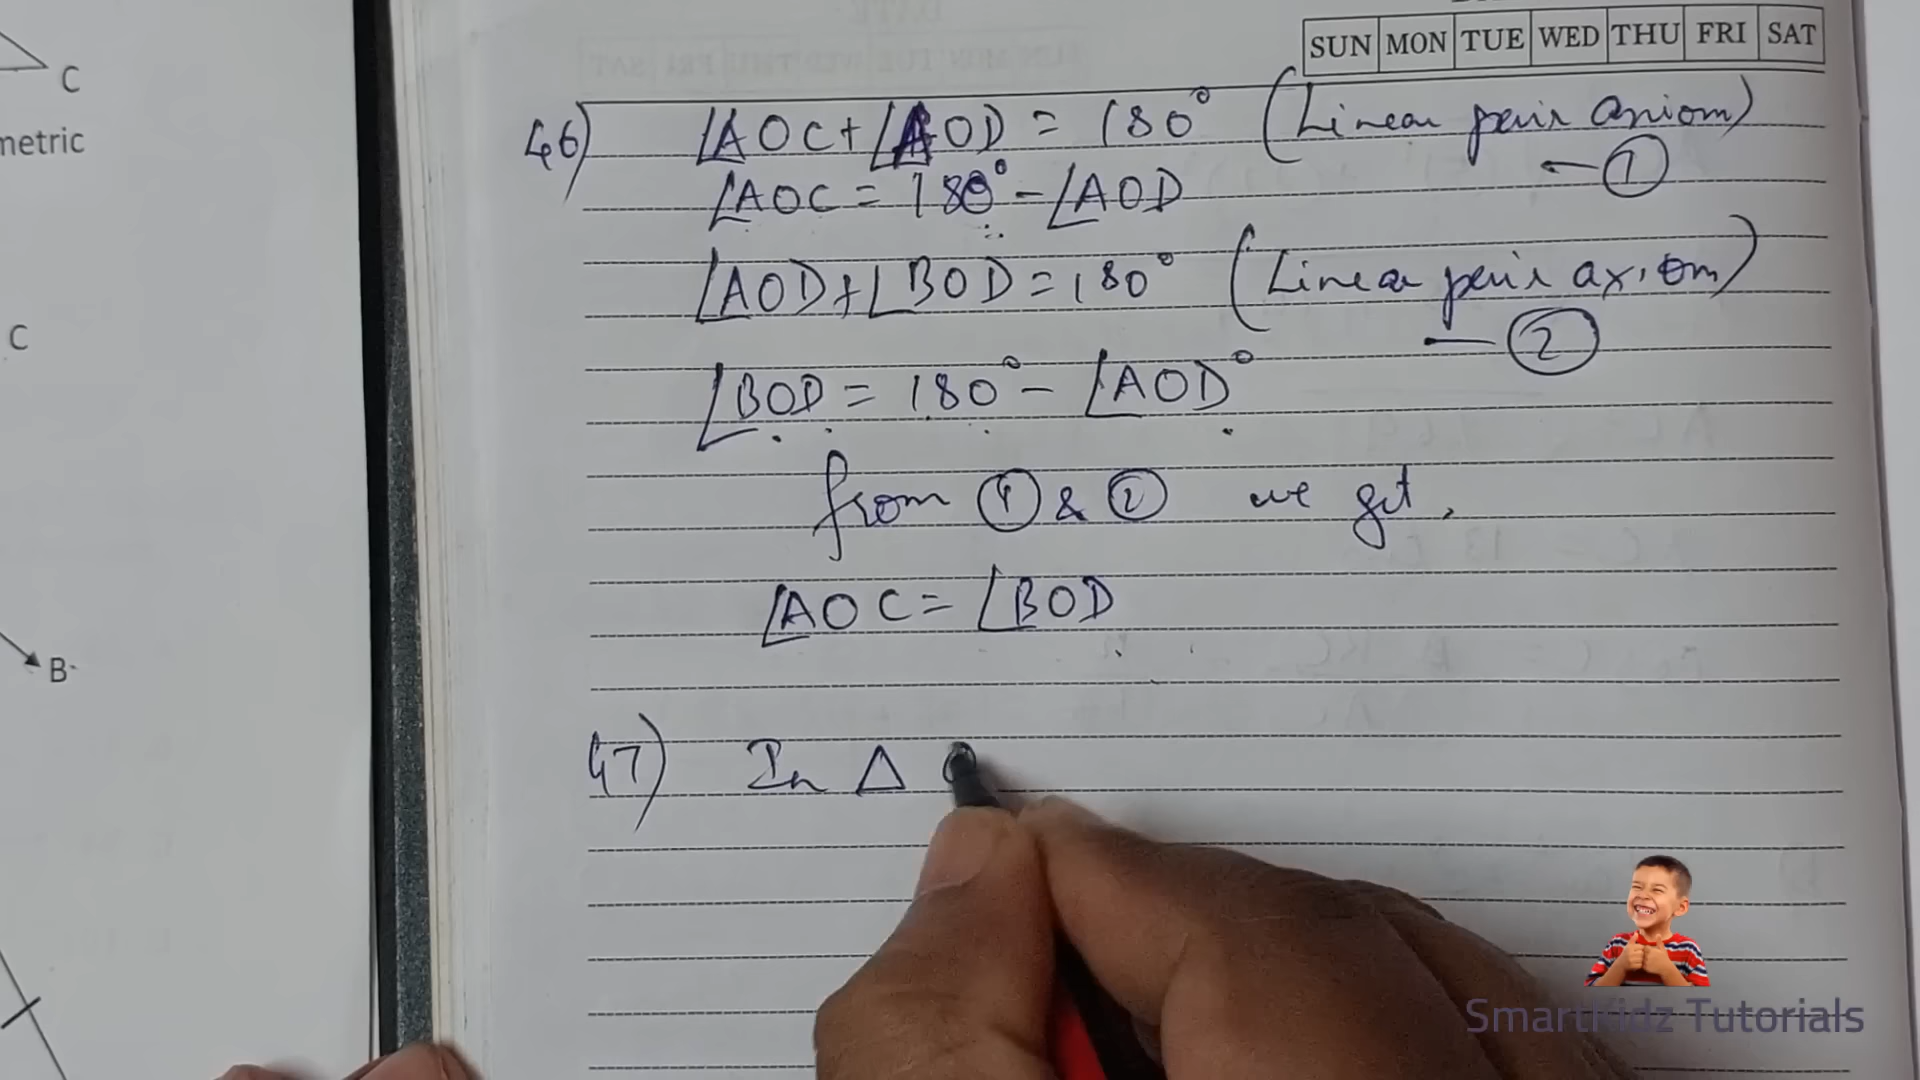 C
metric
C
B
SUN MON TUE WED THU FRI SAT
46) ∠AOC + ∠AOD = 180° (Linear pair axiom)
— ①
∠AOC = 180° - ∠AOD
∠AOD + ∠BOD = 180° (Linear pair axiom)
— ②
∠BOD = 180° - ∠AOD°
from ① & ② we get,
∠AOC = ∠BOD
47) In Δ
SmartKidz Tutorials